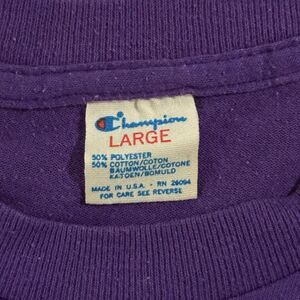 Champion
LARGE
50% POLYESTER
50% COTTON/COTON
BAUMWOLLE/COTONE
KATOEN/BOMULD
MADE IN U.S.A. - RN 26094
FOR CARE SEE REVERSE